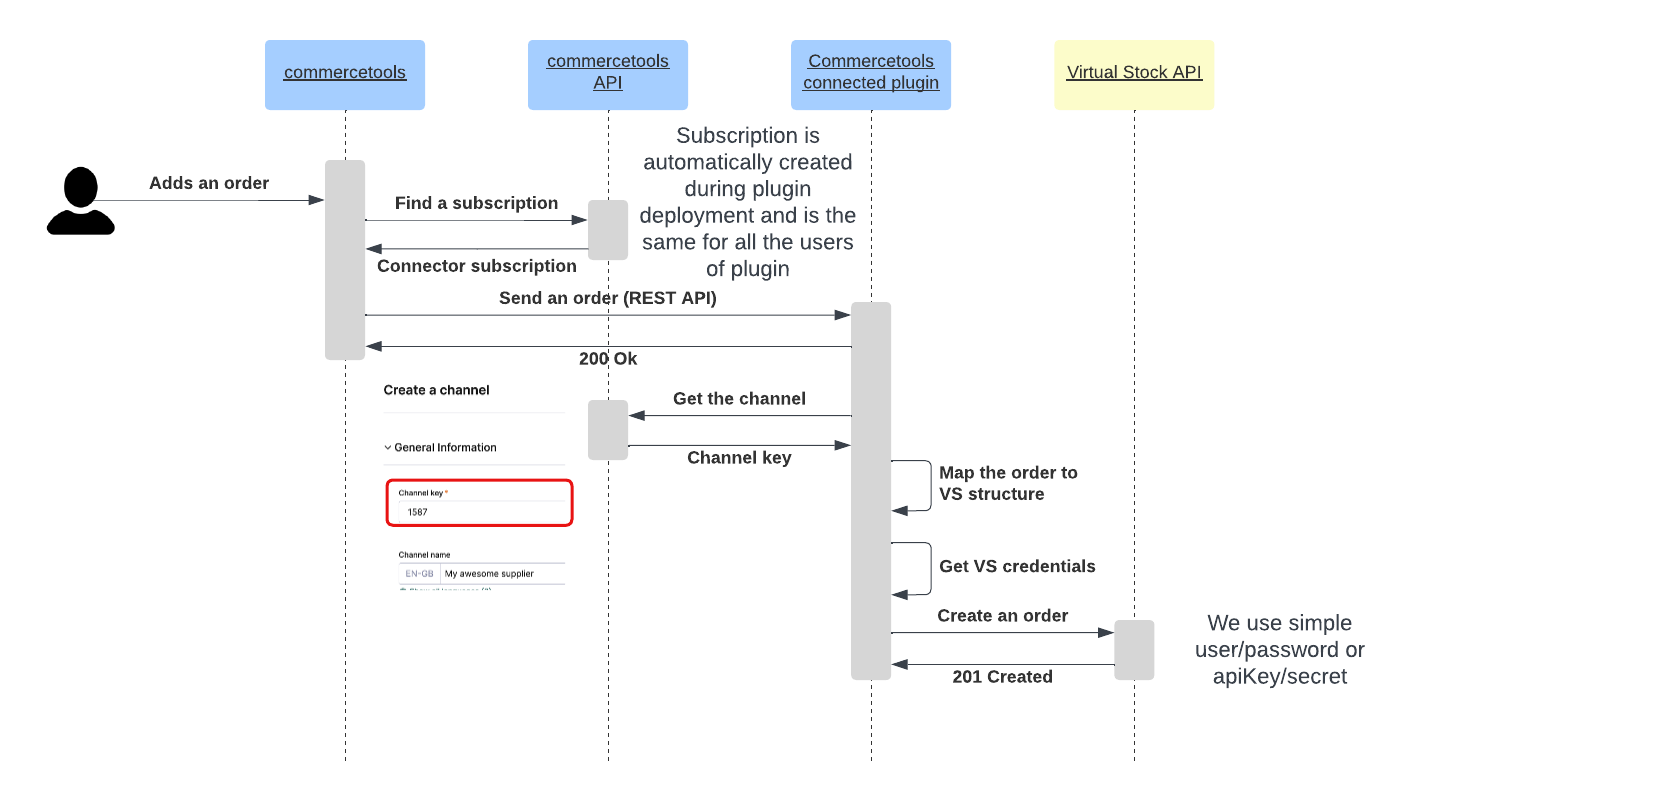 commercetools
commercetools
API
Commercetools
connected plugin
Virtual Stock API
Subscription is
automatically created
during plugin
deployment and is the
same for all the users
of plugin
Adds an order
Find a subscription
Connector subscription
Send an order (REST API)
200 Ok
Create a channel
Get the channel
General Information
Channel key
Map the order to
VS structure
Channel key*
1587
Channel name
EN-GB My awesome supplier
Get VS credentials
Create an order
201 Created
We use simple
user/password or
apiKey/secret